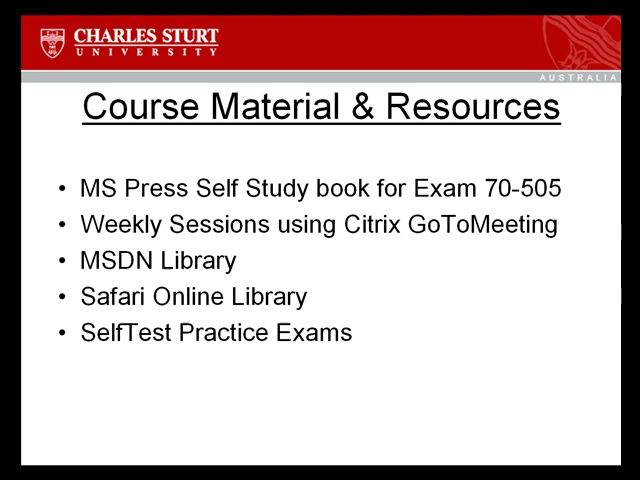 CHARLES STURT
UNIVERSITY
AUSTRALIA
Course Material & Resources
• MS Press Self Study book for Exam 70-505
• Weekly Sessions using Citrix GoToMeeting
• MSDN Library
• Safari Online Library
• SelfTest Practice Exams